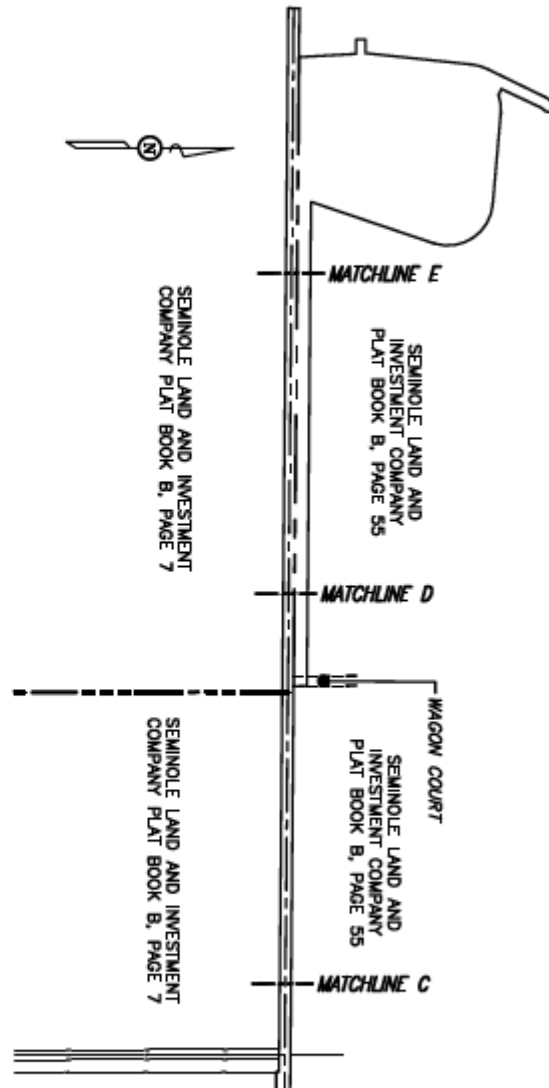 N
MATCHLINE E
SEMINOLE LAND AND INVESTMENT
COMPANY PLAT BOOK B, PAGE 7
SEMINOLE LAND AND
INVESTMENT COMPANY
PLAT BOOK B, PAGE 55
MATCHLINE D
WAGON COURT
SEMINOLE LAND AND INVESTMENT
COMPANY PLAT BOOK B, PAGE 7
SEMINOLE LAND AND
INVESTMENT COMPANY
PLAT BOOK B, PAGE 55
MATCHLINE C